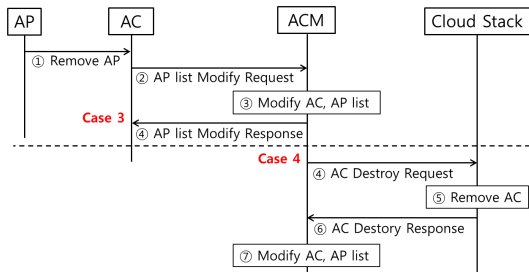 AP AC ACM Cloud Stack
① Remove AP
② AP list Modify Request
③ Modify AC, AP list
Case 3
④ AP list Modify Response
Case 4
④ AC Destroy Request
⑤ Remove AC
⑥ AC Destory Response
⑦ Modify AC, AP list